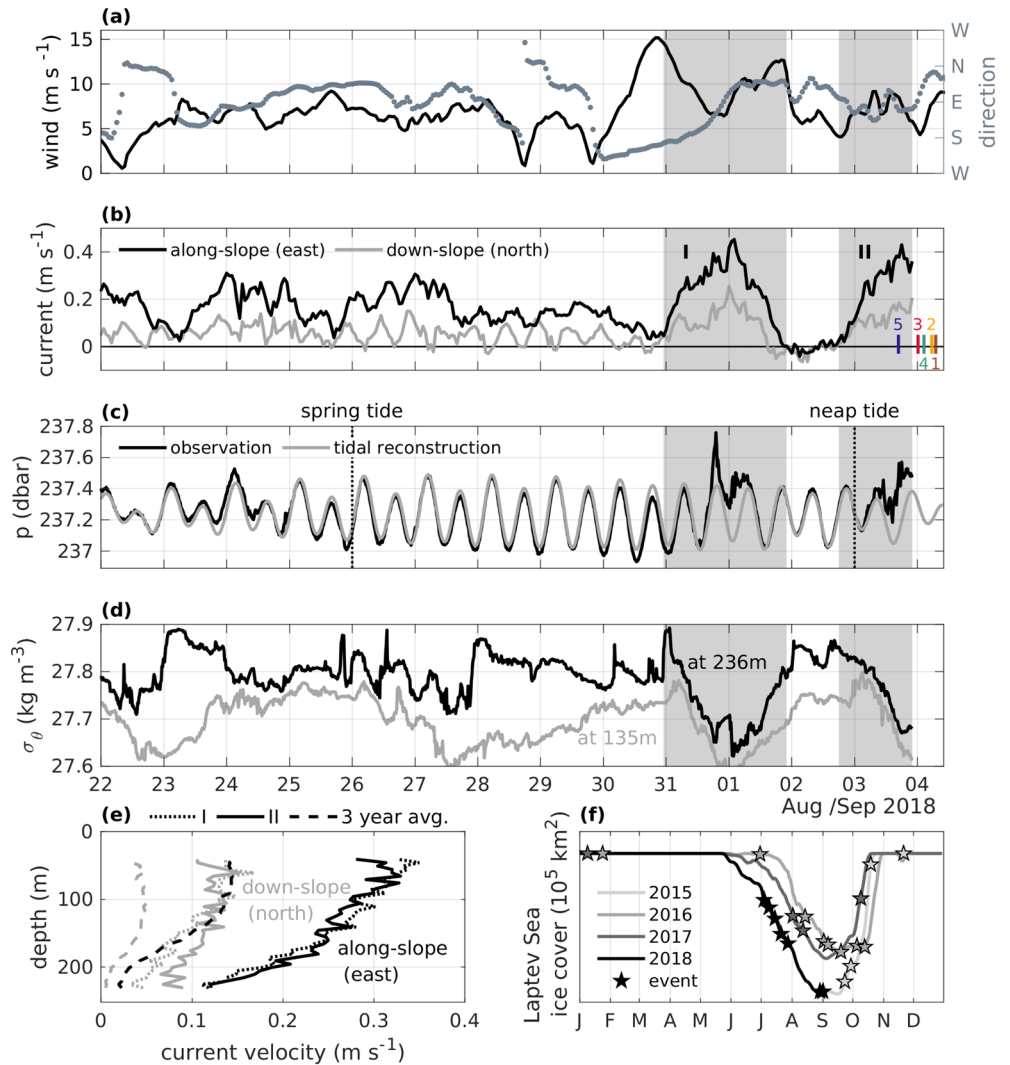 (a)
15
10
5
0
wind (m s⁻¹)
W
N
E
S
W
direction
(b)
along-slope (east)
down-slope (north)
I
II
0.4
0.2
0
current (m s⁻¹)
5
3
2
4
1
(c)
spring tide
neap tide
observation
tidal reconstruction
237.8
237.6
237.4
237.2
237
p (dbar)
(d)
27.9
27.8
27.7
27.6
σθ (kg m⁻³)
at 236m
at 135m
22 23 24 25 26 27 28 29 30 31 01 02 03 04
Aug /Sep 2018
(e)
I
II
3 year avg.
0
100
200
depth (m)
down-slope
(north)
along-slope
(east)
0 0.1 0.2 0.3 0.4
current velocity (m s⁻¹)
(f)
Laptev Sea
ice cover (10⁵ km²)
2015
2016
2017
2018
event
J F M A M J J A S O N D